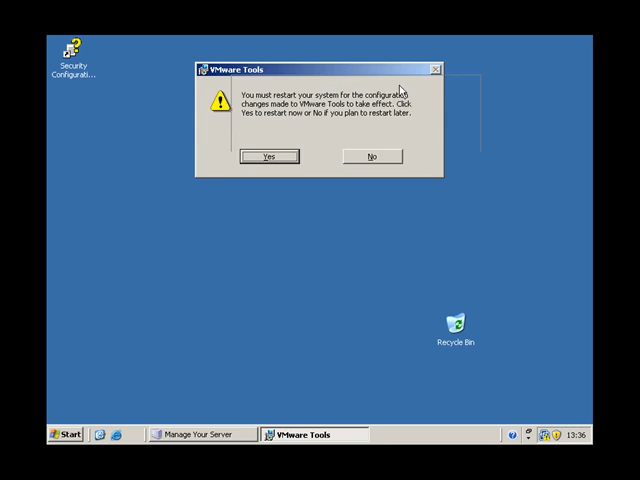 Security
Configurati...
VMware Tools
You must restart your system for the configuration
changes made to VMware Tools to take effect. Click
Yes to restart now or No if you plan to restart later.
Yes
No
Recycle Bin
Start
Manage Your Server
VMware Tools
13:36